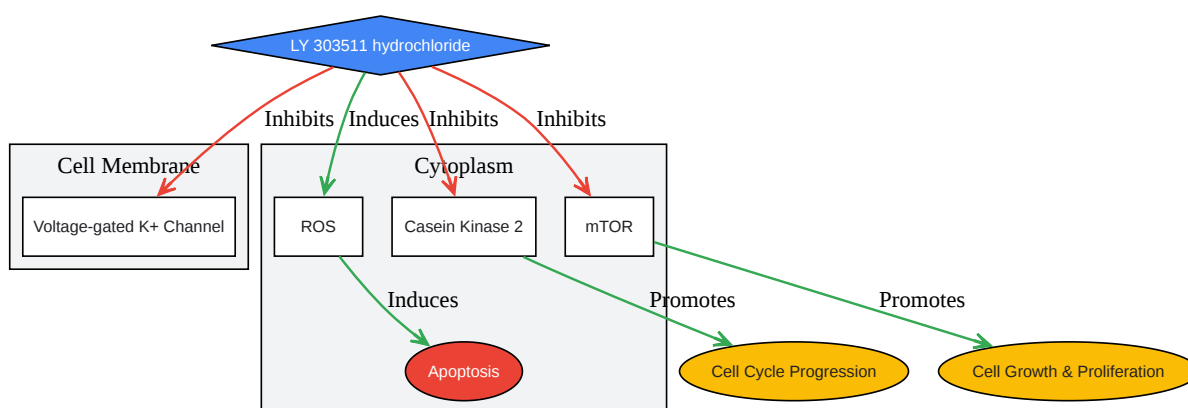 LY 303511 hydrochloride
Inhibits
Induces
Inhibits
Inhibits
Cell Membrane
Cytoplasm
Voltage-gated K+ Channel
ROS
Casein Kinase 2
mTOR
Induces
Promotes
Promotes
Apoptosis
Cell Cycle Progression
Cell Growth & Proliferation